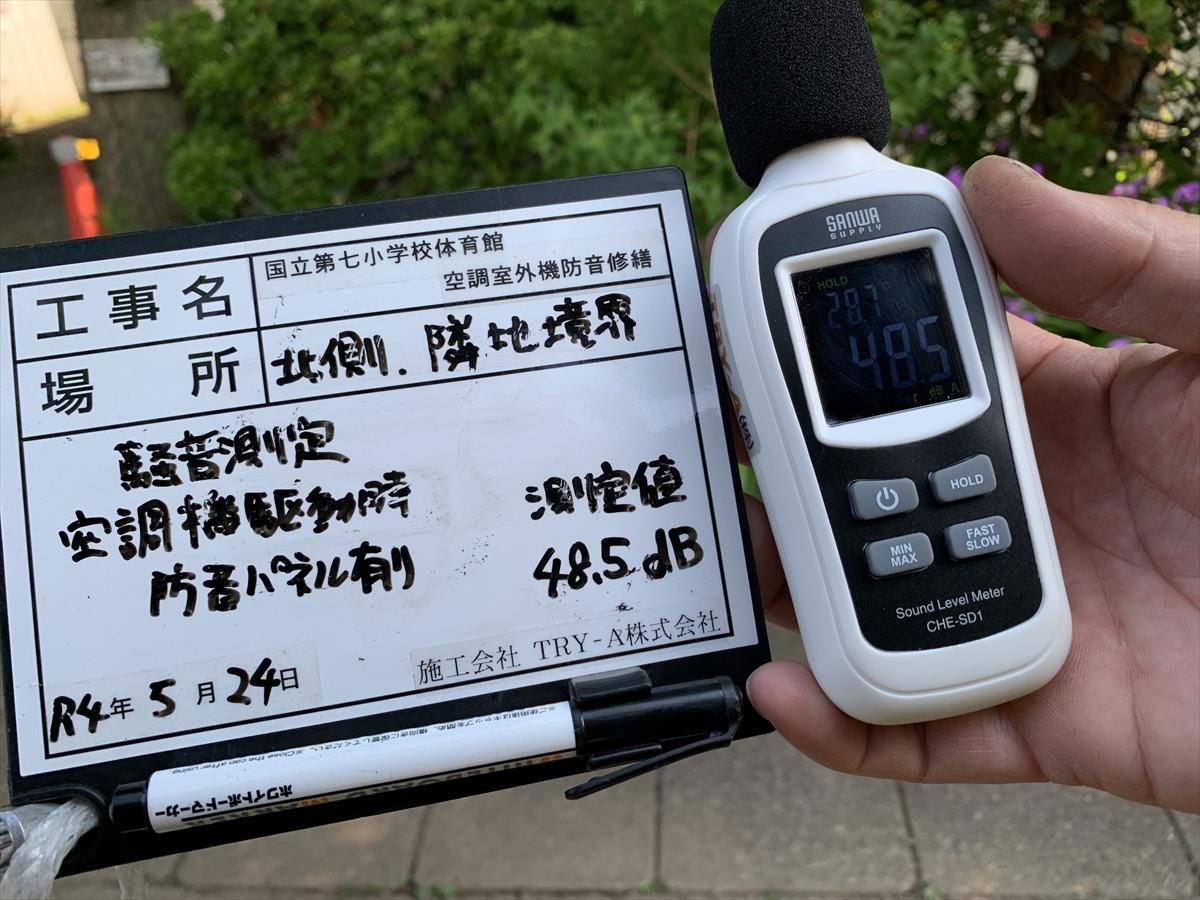 工事名
国立第七小学校体育館
空調室外機防音修繕
場所
北側．隣地境界
騒音測定
空調機駆動時
測定値
防音パネル有り
48.5dB
施工会社 TRY-A株式会社
R4年5月24日
ホワイトボードマーカー
SANWA
SUPPLY
HOLD
28.7 °C
48.5
dB A
HOLD
MIN
MAX
FAST
SLOW
Sound Level Meter
CHE-SD1